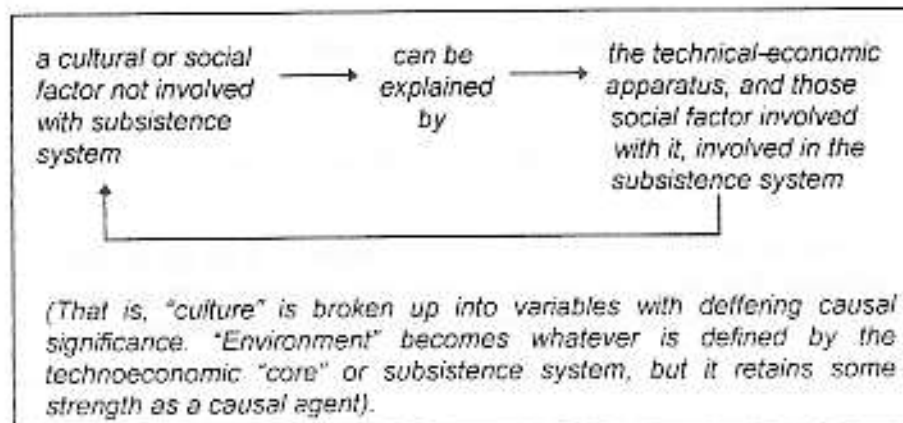 a cultural or social
factor not involved
with subsistence
system
can be
explained
by
the technical-economic
apparatus, and those
social factor involved
with it, involved in the
subsistence system
(That is, "culture" is broken up into variables with deffering causal
significance. "Environment" becomes whatever is defined by the
technoeconomic "core" or subsistence system, but it retains some
strength as a causal agent).